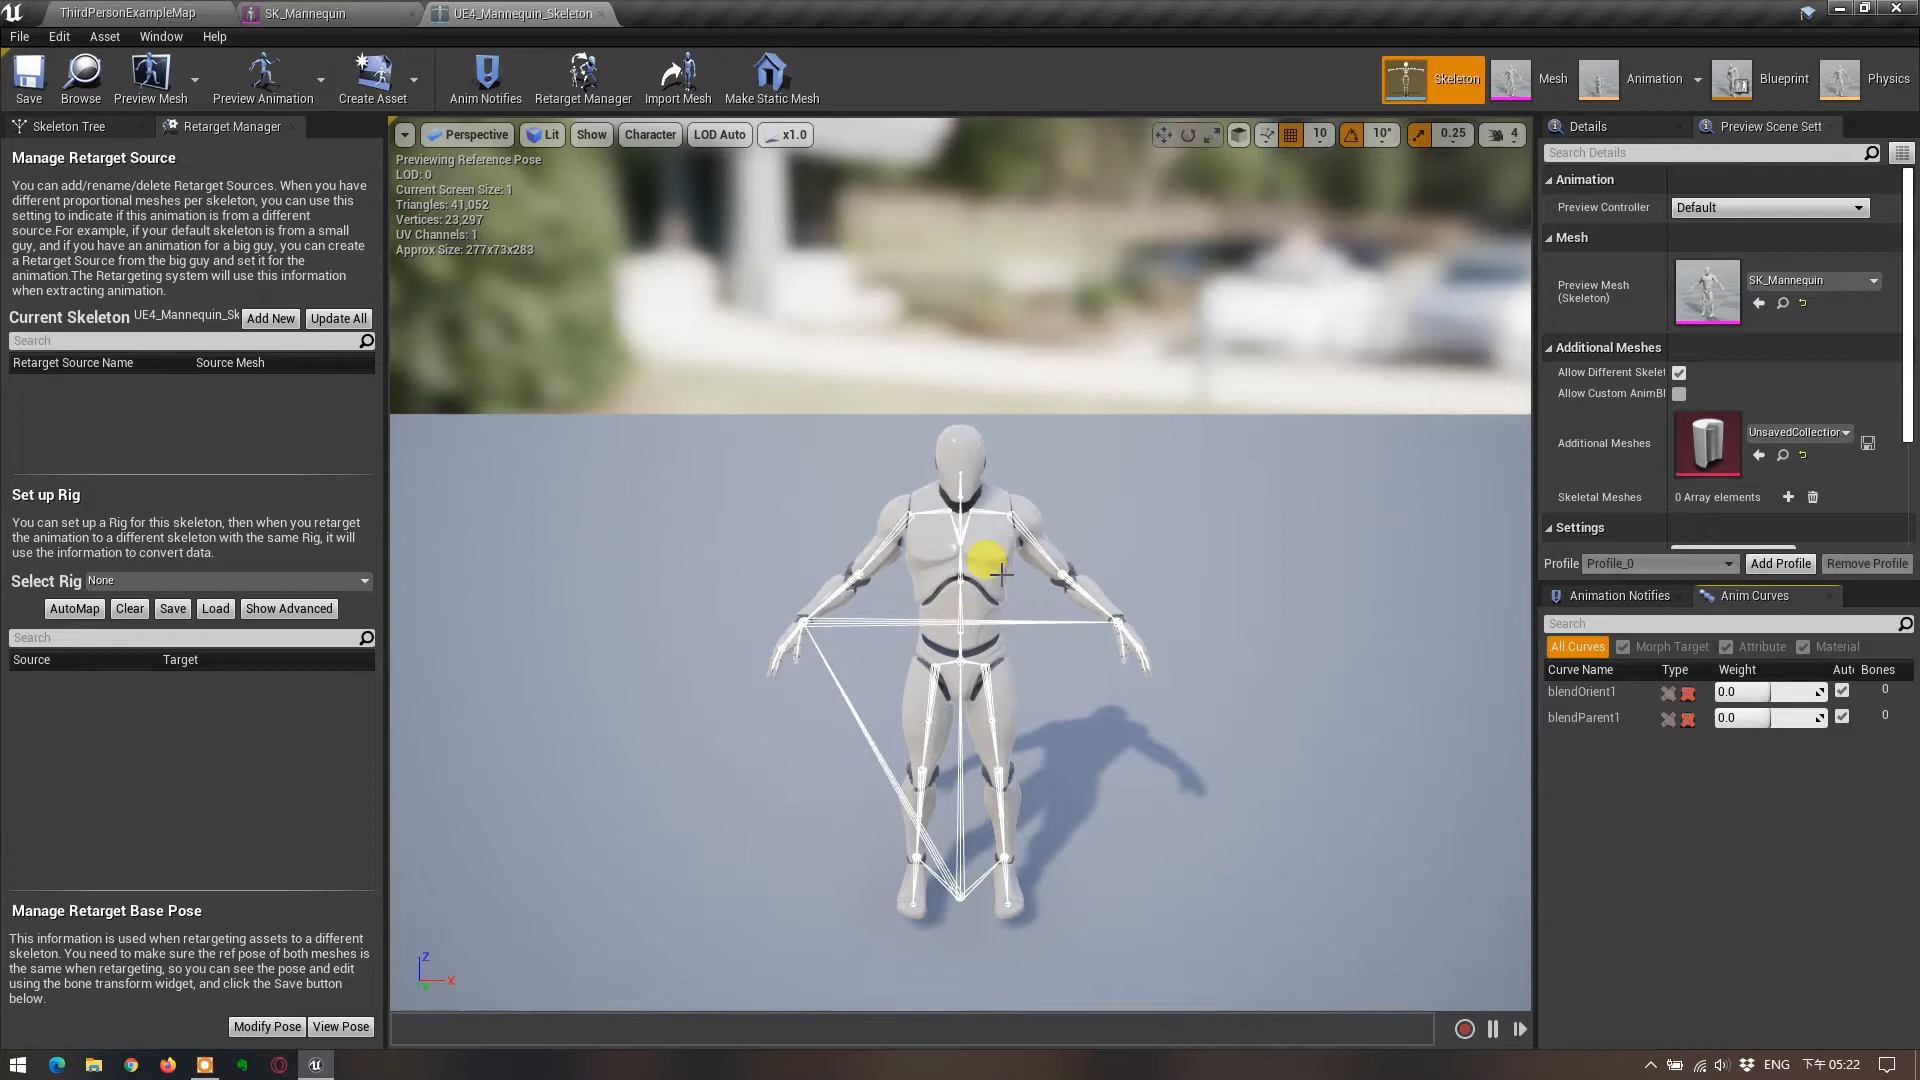 ThirdPersonExampleMap
SK_Mannequin
UE4_Mannequin_Skeleton
File
Edit
Asset
Window
Help
Save
Browse
Preview Mesh
Preview Animation
Create Asset
Anim Notifies
Retarget Manager
Import Mesh
Make Static Mesh
Skeleton
Mesh
Animation
Blueprint
Physics
Skeleton Tree
Retarget Manager
Manage Retarget Source
You can add/rename/delete Retarget Sources. When you have
different proportional meshes per skeleton, you can use this
setting to indicate if this animation is from a different
source.For example, if your default skeleton is from a small
guy, and if you have an animation for a big guy, you can create
a Retarget Source from the big guy and set it for the
animation.The Retargeting system will use this information
when extracting animation.
Current Skeleton UE4_Mannequin_Sk Add New Update All
Search
Retarget Source Name Source Mesh
Set up Rig
You can set up a Rig for this skeleton, then when you retarget
the animation to a different skeleton with the same Rig, it will
use the information to convert data.
Select Rig None
AutoMap Clear Save Load Show Advanced
Search
Source Target
Manage Retarget Base Pose
This information is used when retargeting assets to a different
skeleton. You need to make sure the ref pose of both meshes is
the same when retargeting, so you can see the pose and edit
using the bone transform widget, and click the Save button
below.
Modify Pose View Pose
Perspective Lit Show Character LOD Auto x1.0
10 10° 0.25 4
Previewing Reference Pose
LOD: 0
Current Screen Size: 1
Triangles: 41,052
Vertices: 23,297
UV Channels: 1
Approx Size: 277x73x283
Z
X
Y
Details
Preview Scene Sett
Search Details
Animation
Preview Controller Default
Mesh
Preview Mesh
(Skeleton)
SK_Mannequin
Additional Meshes
Allow Different Skelet
Allow Custom AnimBl
Additional Meshes
UnsavedCollection
Skeletal Meshes 0 Array elements
Settings
Profile Profile_0 Add Profile Remove Profile
Animation Notifies
Anim Curves
Search
All Curves Morph Target Attribute Material
Curve Name Type Weight Auto Bones
blendOrient1 0.0 0
blendParent1 0.0 0
ENG 下午 05:22